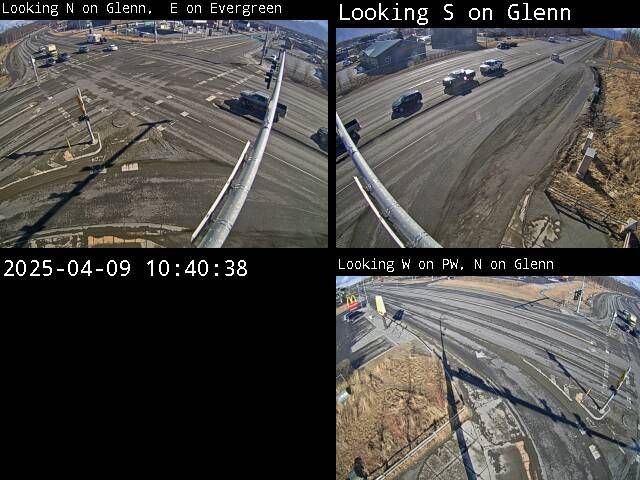 Looking N on Glenn, E on Evergreen
Looking S on Glenn
2025-04-09 10:40:38
Looking W on PW, N on Glenn